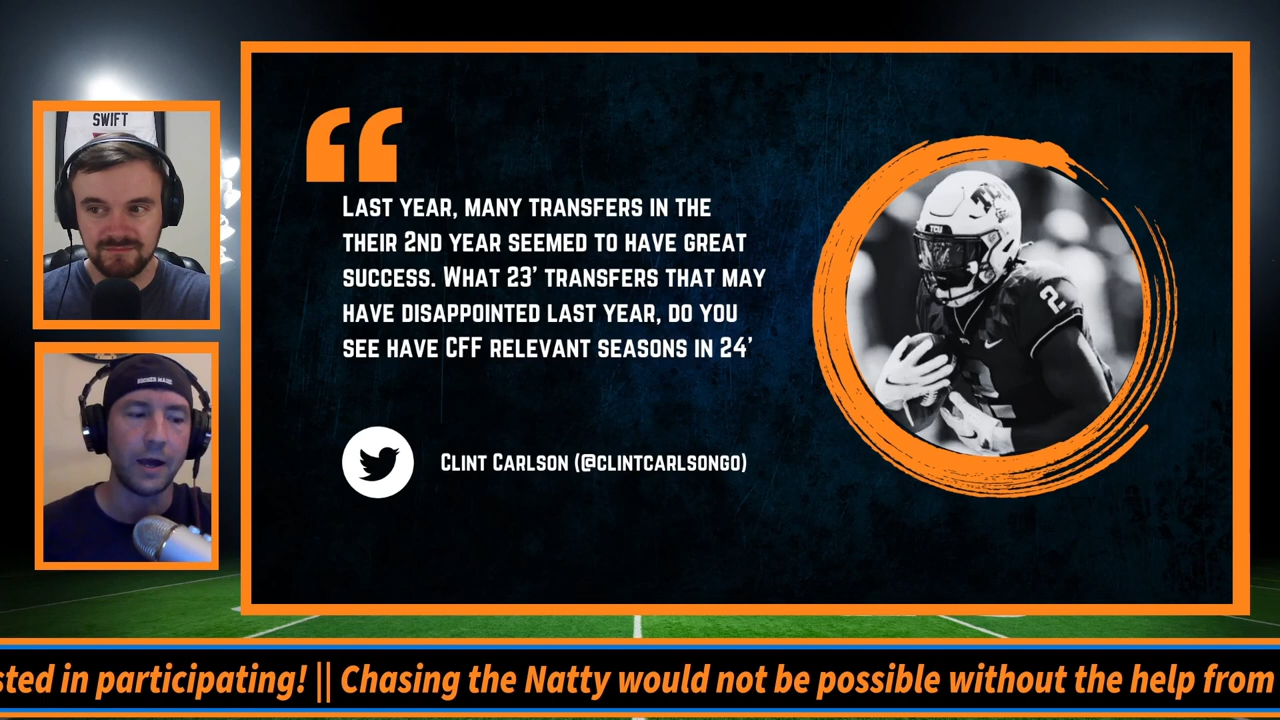 SWIFT
“
LAST YEAR, MANY TRANSFERS IN THE
THEIR 2ND YEAR SEEMED TO HAVE GREAT
SUCCESS. WHAT 23' TRANSFERS THAT MAY
HAVE DISAPPOINTED LAST YEAR, DO YOU
SEE HAVE CFF RELEVANT SEASONS IN 24'
CLINT CARLSON (@CLINTCARLSONGO)
TCU
2
sted in participating! || Chasing the Natty would not be possible without the help from